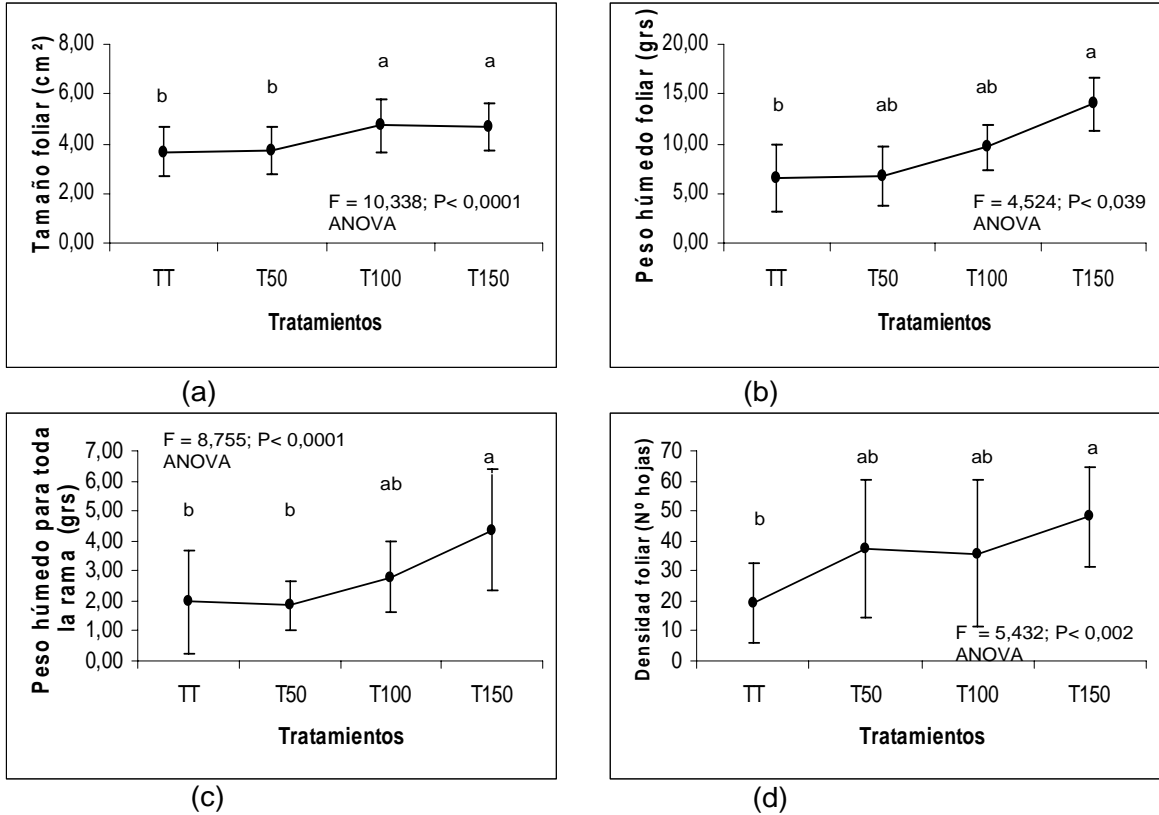 8,00
6,00
4,00
2,00
0,00
Tamaño foliar (cm²)
b
b
a
a
F = 10,338; P< 0,0001
ANOVA
TT
T50
T100
T150
Tratamientos
(a)
20,00
15,00
10,00
5,00
0,00
Peso húmedo foliar (grs)
b
ab
ab
a
F = 4,524; P< 0,039
ANOVA
TT
T50
T100
T150
Tratamientos
(b)
7,00
6,00
5,00
4,00
3,00
2,00
1,00
0,00
Peso húmedo para toda
la rama (grs)
F = 8,755; P< 0,0001
ANOVA
b
b
ab
a
TT
T50
T100
T150
Tratamientos
(c)
70
60
50
40
30
20
10
0
Densidad foliar (Nº hojas)
b
ab
ab
a
F = 5,432; P< 0,002
ANOVA
TT
T50
T100
T150
Tratamientos
(d)